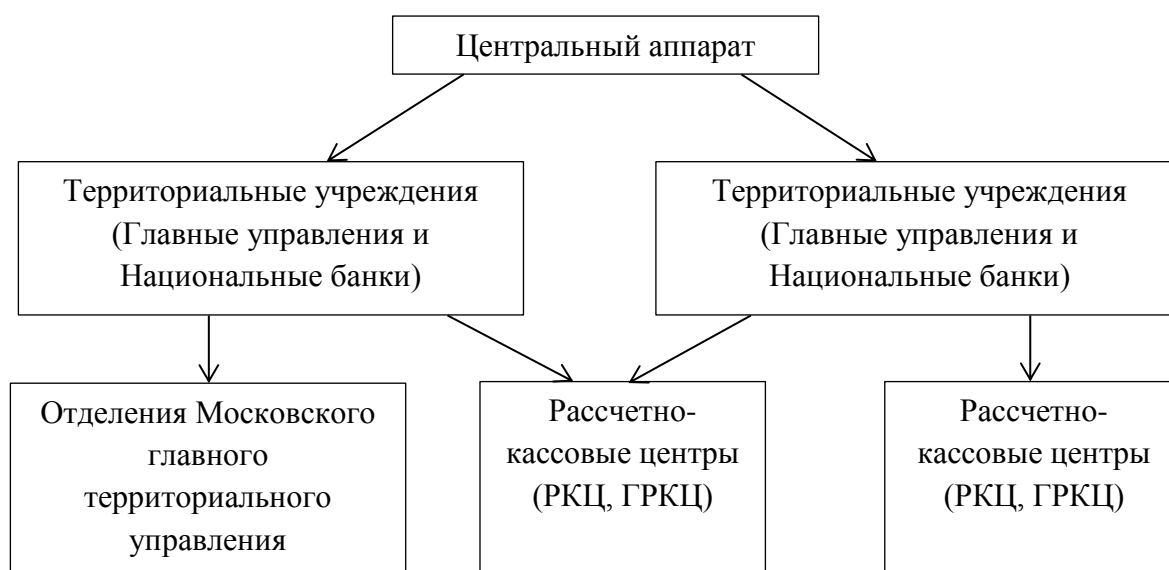 Центральный аппарат
Территориальные учреждения
(Главные управления и
Национальные банки)
Территориальные учреждения
(Главные управления и
Национальные банки)
Отделения Московского
главного
территориального
управления
Рассчетно-
кассовые центры
(РКЦ, ГРКЦ)
Рассчетно-
кассовые центры
(РКЦ, ГРКЦ)